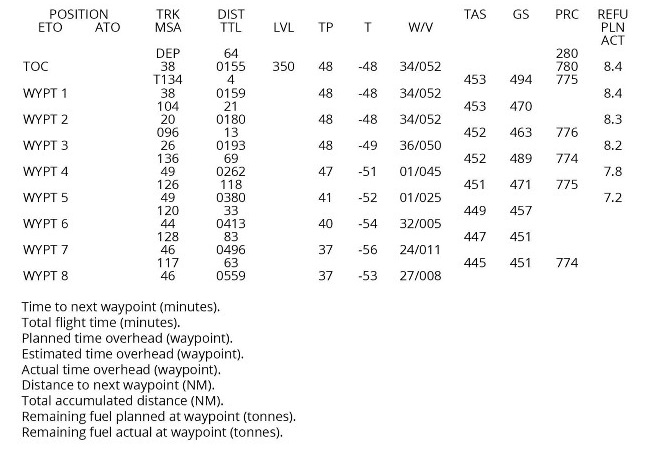 POSITION TRK DIST TAS GS PRC REFU
ETO ATO MSA TTL LVL TP T W/V PLN
ACT
DEP 64 280
TOC 38 0155 350 48 -48 34/052 780 8.4
T134 4 453 494 775
WYPT 1 38 0159 48 -48 34/052 8.4
104 21 453 470
WYPT 2 20 0180 48 -48 34/052 8.3
096 13 452 463 776
WYPT 3 26 0193 48 -49 36/050 8.2
136 69 452 489 774
WYPT 4 49 0262 47 -51 01/045 7.8
126 118 451 471 775
WYPT 5 49 0380 41 -52 01/025 7.2
120 33 449 457
WYPT 6 44 0413 40 -54 32/005
128 83 447 451
WYPT 7 46 0496 37 -56 24/011
117 63 445 451 774
WYPT 8 46 0559 37 -53 27/008
Time to next waypoint (minutes).
Total flight time (minutes).
Planned time overhead (waypoint).
Estimated time overhead (waypoint).
Actual time overhead (waypoint).
Distance to next waypoint (NM).
Total accumulated distance (NM).
Remaining fuel planned at waypoint (tonnes).
Remaining fuel actual at waypoint (tonnes).